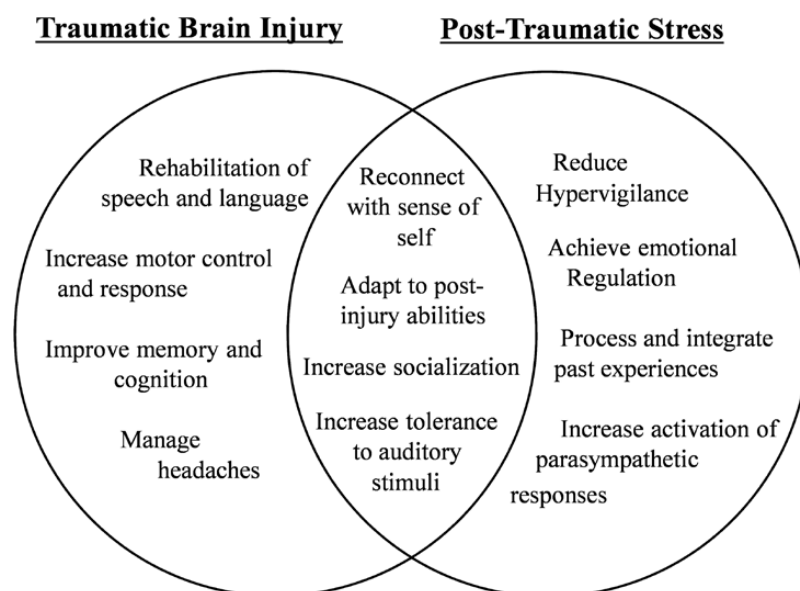 Traumatic Brain Injury
Post-Traumatic Stress
Rehabilitation of
speech and language
Increase motor control
and response
Improve memory and
cognition
Manage
headaches
Reconnect
with sense of
self
Adapt to post-
injury abilities
Increase socialization
Increase tolerance
to auditory
stimuli
Reduce
Hypervigilance
Achieve emotional
Regulation
Process and integrate
past experiences
Increase activation of
parasympathetic
responses